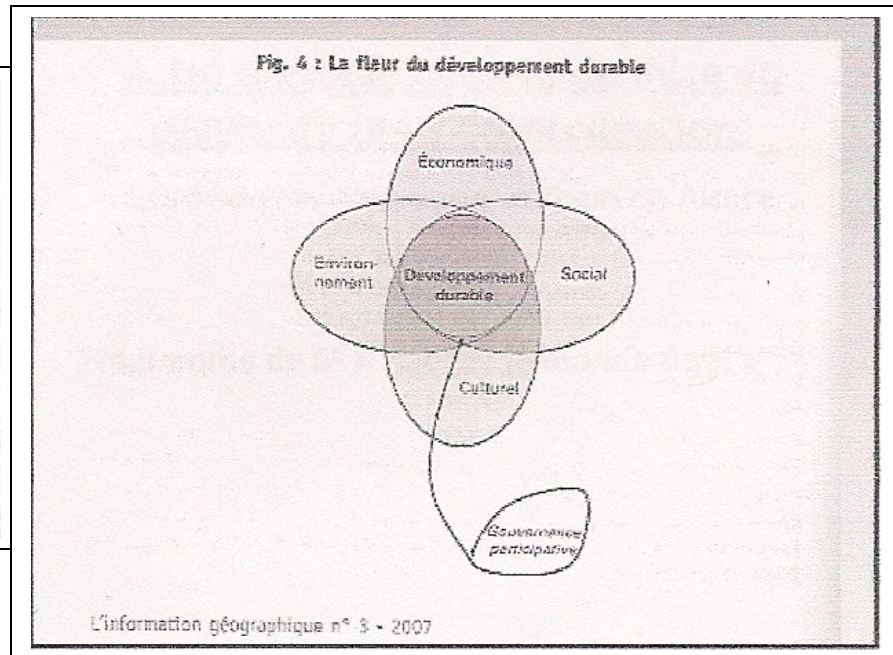 Fig. 4 : La fleur du développement durable
Économique
Environ-
nement
Développement
durable
Social
Culturel
Gouvernance
participative
L'information géographique n° 3 - 2007